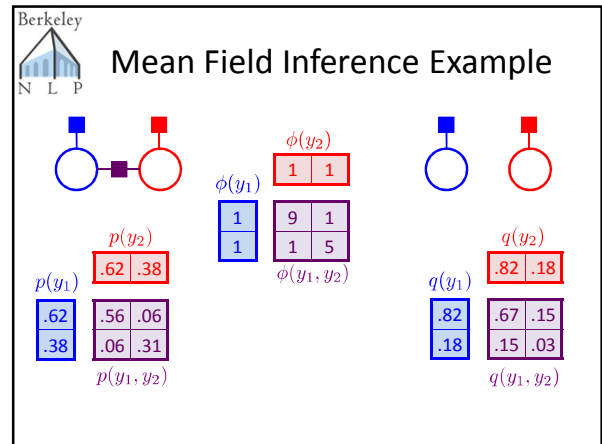 Berkeley
N L P
Mean Field Inference Example
ϕ(y₂)
1 1
ϕ(y₁)
1
1
9 1
1 5
ϕ(y₁, y₂)
p(y₂)
.62 .38
p(y₁)
.62
.38
.56 .06
.06 .31
p(y₁, y₂)
q(y₂)
.82 .18
q(y₁)
.82
.18
.67 .15
.15 .03
q(y₁, y₂)